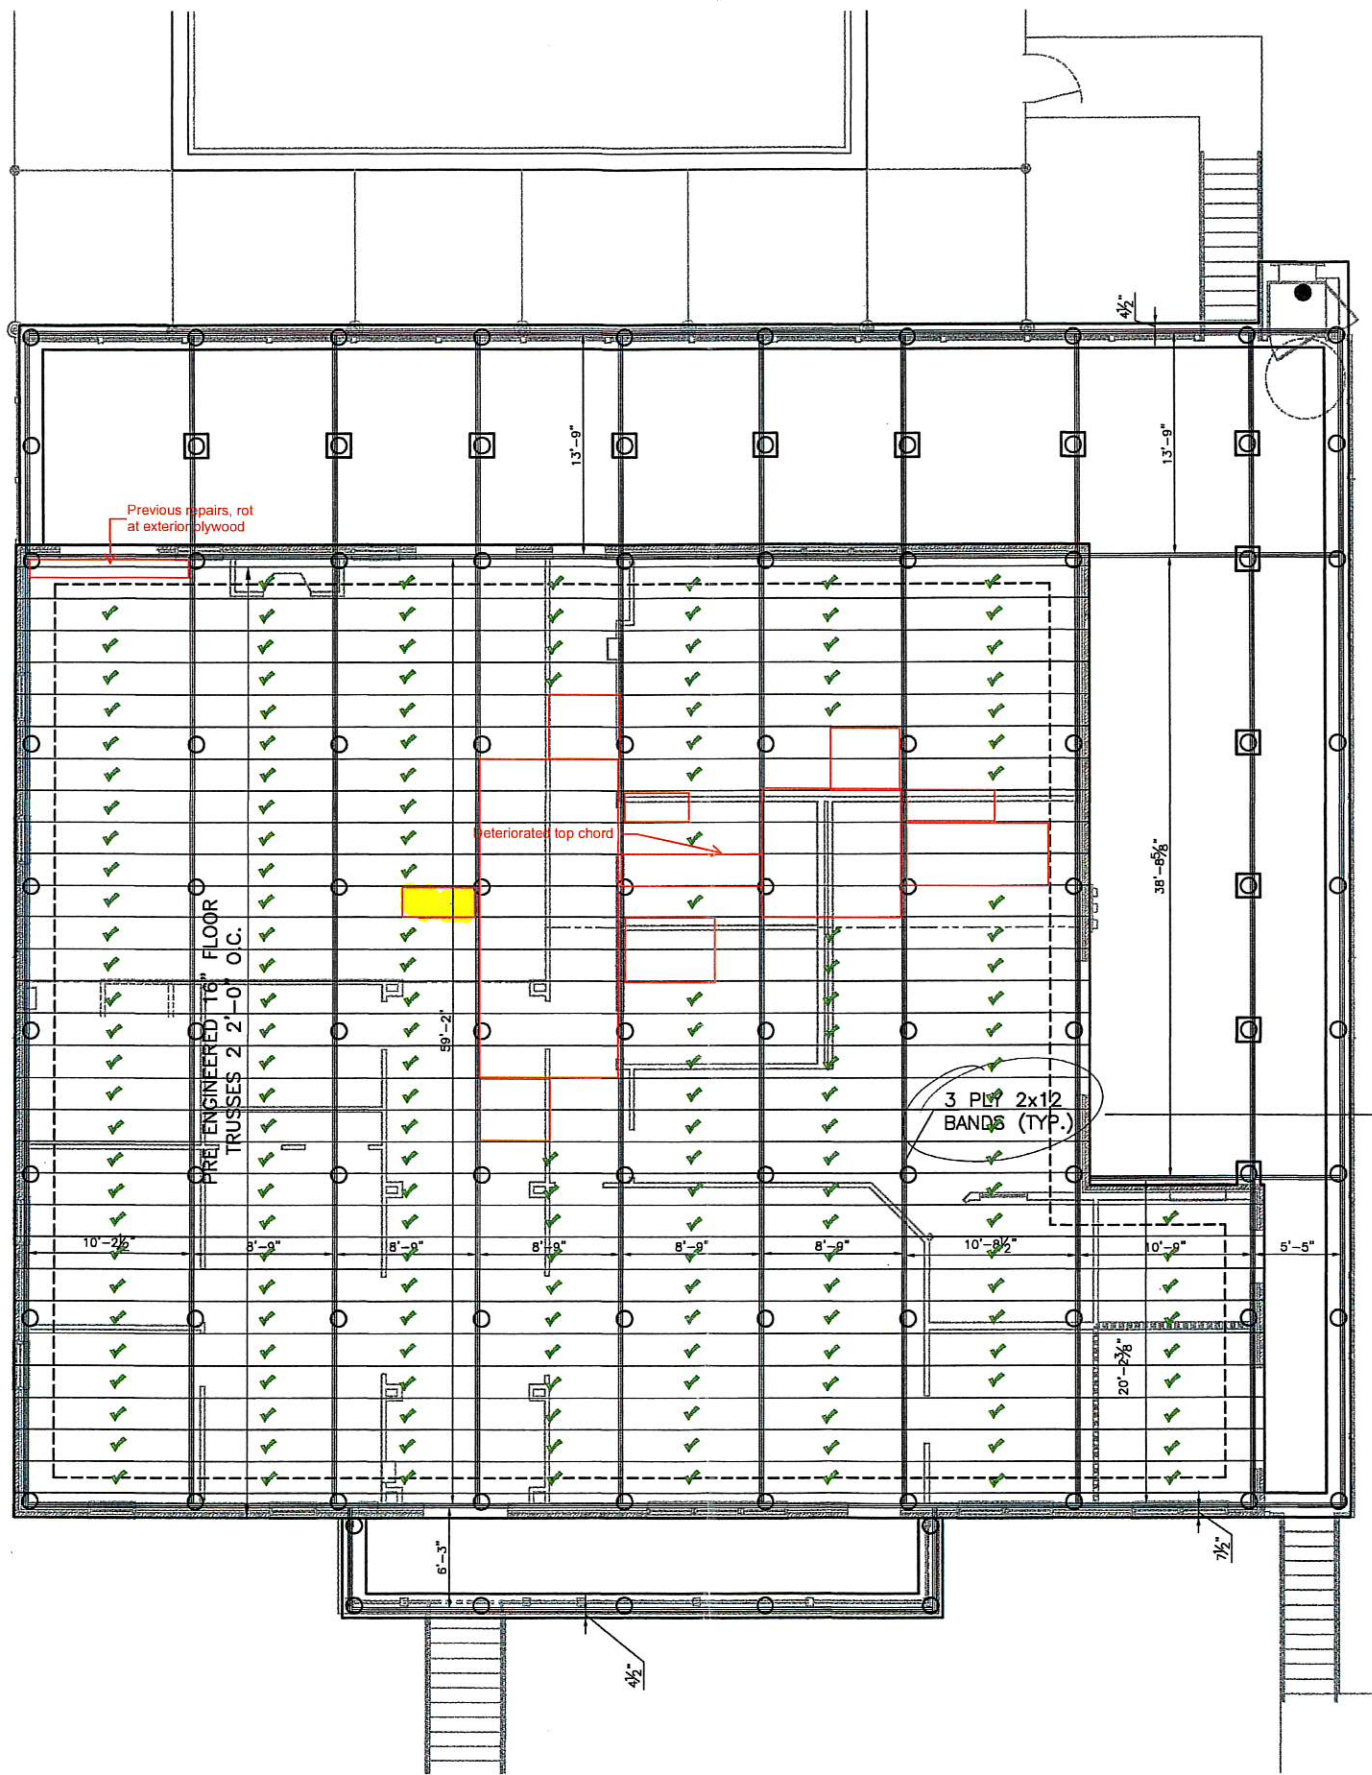 4½"
13'-9"
13'-9"
Previous repairs, rot
at exterior plywood
Deteriorated top chord
38'-8⅝"
PRE ENGINEERED 16" FLOOR
TRUSSES 2 2'-0" O.C.
59'-2"
3 PLY 2x12
BANDS (TYP.)
10'-2½"
8'-9"
8'-9"
8'-9"
8'-9"
8'-9"
10'-8½"
10'-9"
5'-5"
20'-2⅜"
6'-3"
7½"
4½"